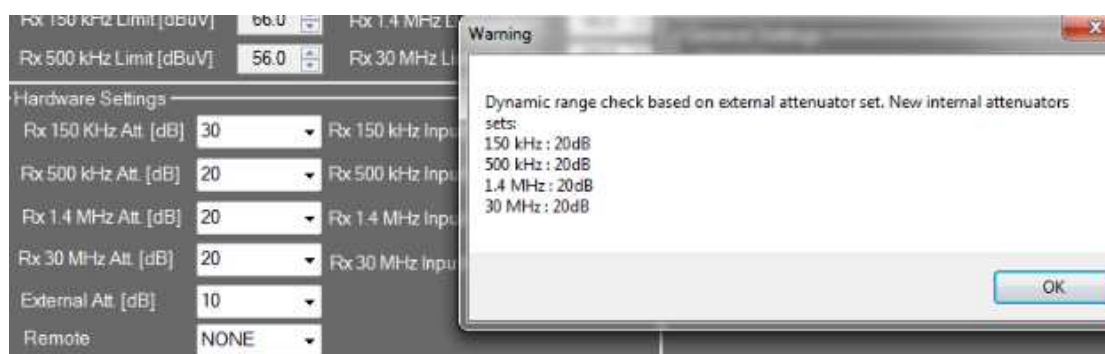 Rx 150 kHz Limit [dBuV] 66.0 Rx 1.4 MHz L
Rx 500 kHz Limit [dBuV] 56.0 Rx 30 MHz Li
Hardware Settings
Rx 150 KHz Att. [dB] 30 Rx 150 kHz Inpu
Rx 500 kHz Att. [dB] 20 Rx 500 kHz Inpu
Rx 1.4 MHz Att. [dB] 20 Rx 1.4 MHz Inpu
Rx 30 MHz Att. [dB] 20 Rx 30 MHz Inpu
External Att. [dB] 10
Remote NONE
Warning
Dynamic range check based on external attenuator set. New internal attenuators
sets:
150 kHz : 20dB
500 kHz : 20dB
1.4 MHz : 20dB
30 MHz : 20dB
OK